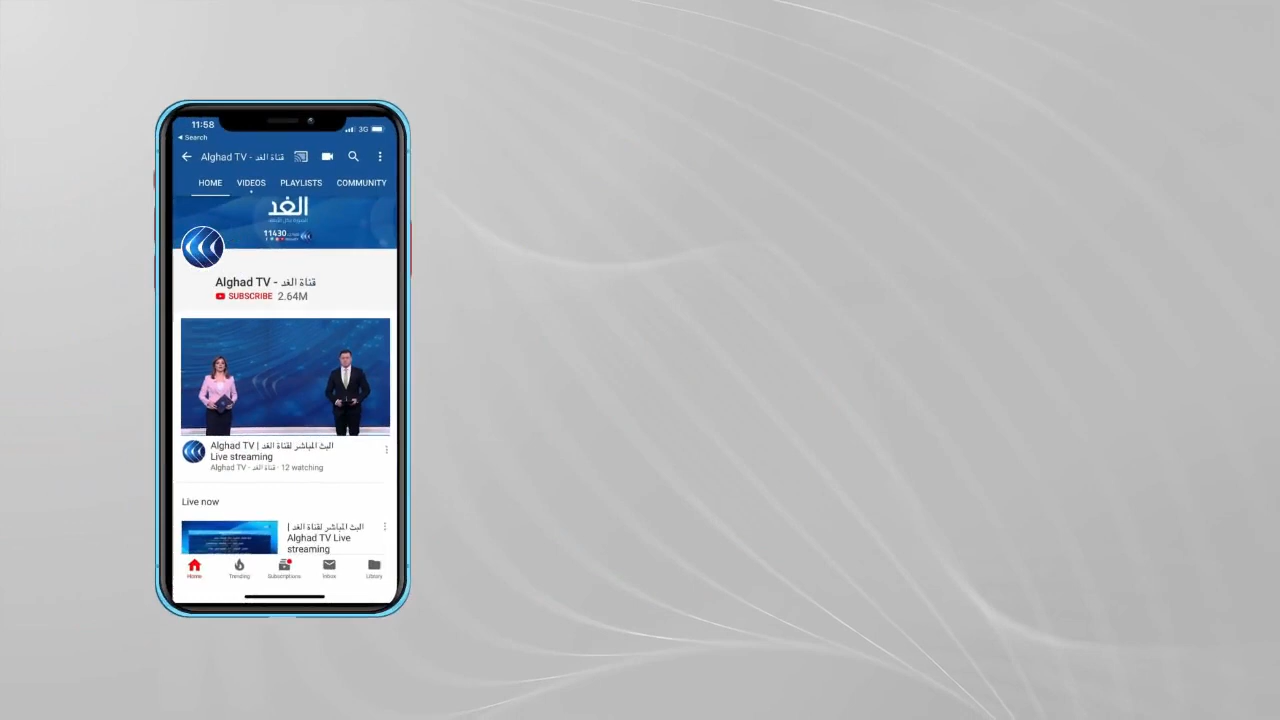 11:58
3G
Search
Alghad TV - قناة الغد
HOME VIDEOS PLAYLISTS COMMUNITY
الغد
11430
Alghad TV - قناة الغد
SUBSCRIBE 2.64M
Alghad TV | البث المباشر لقناة الغد
Live streaming
Alghad TV - قناة الغد · 12 watching
Live now
البث المباشر لقناة الغد |
Alghad TV Live
streaming
Home Trending Subscriptions Inbox Library